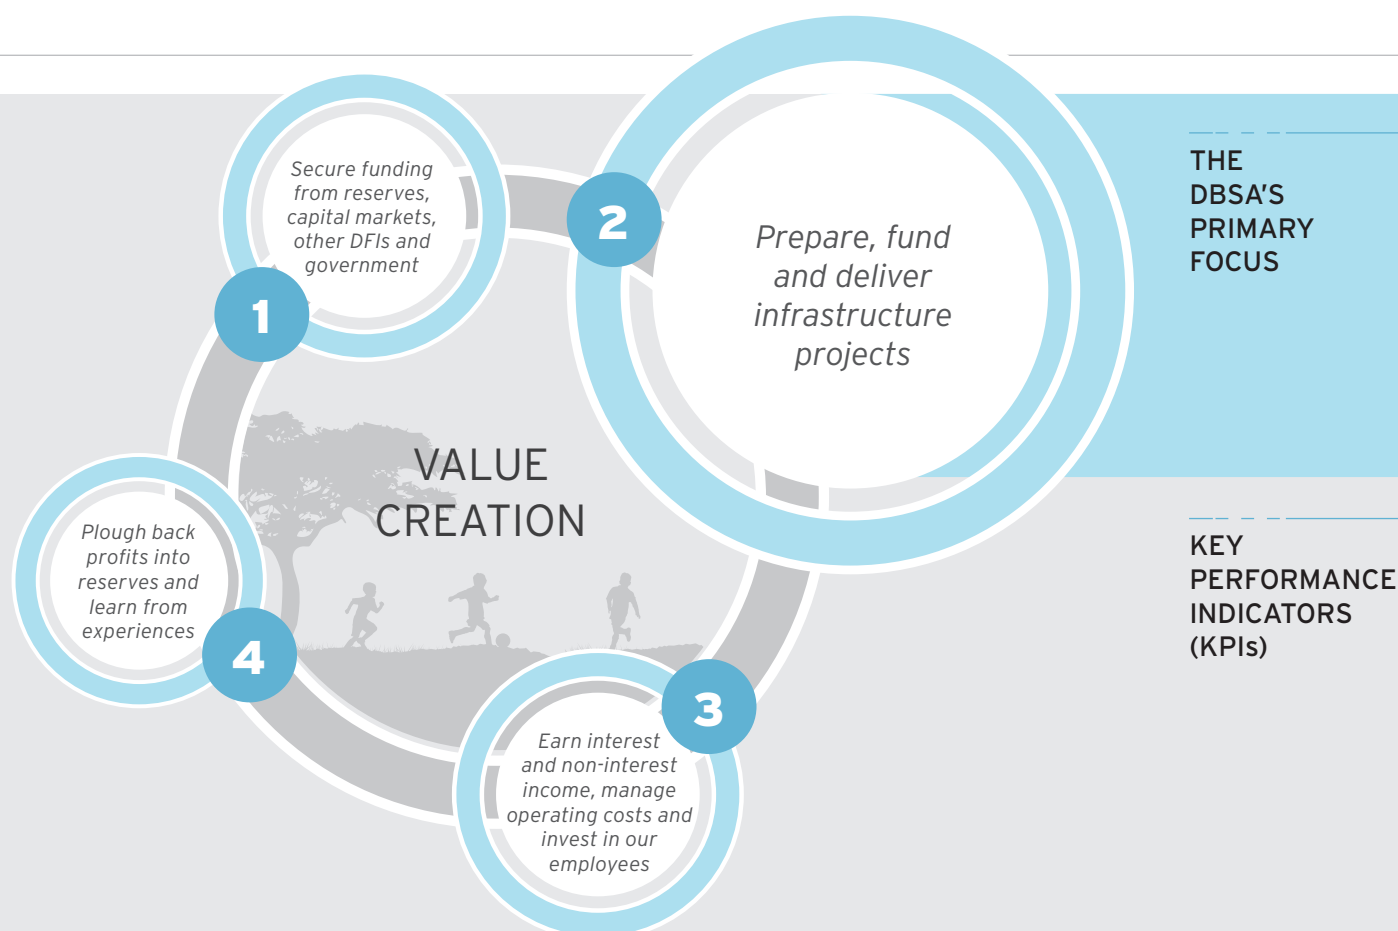 1
Secure funding
from reserves,
capital markets,
other DFIs and
government
2
Prepare, fund
and deliver
infrastructure
projects
3
Earn interest
and non-interest
income, manage
operating costs and
invest in our
employees
4
Plough back
profits into
reserves and
learn from
experiences
VALUE
CREATION
THE
DBSA'S
PRIMARY
FOCUS
KEY
PERFORMANCE
INDICATORS
(KPIs)